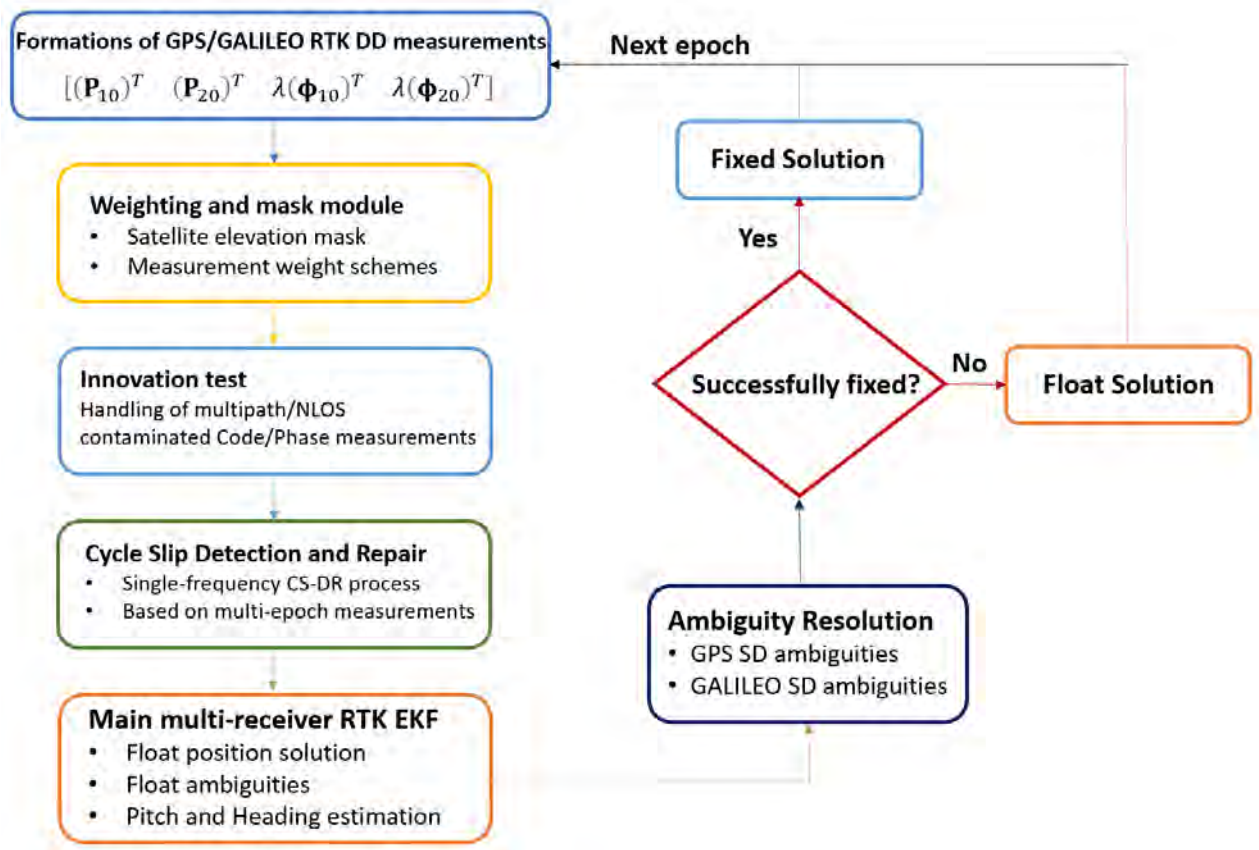 Formations of GPS/GALILEO RTK DD measurements
[(P₁₀)ᵀ (P₂₀)ᵀ λ(ϕ₁₀)ᵀ λ(ϕ₂₀)ᵀ]
Weighting and mask module
• Satellite elevation mask
• Measurement weight schemes
Innovation test
Handling of multipath/NLOS
contaminated Code/Phase measurements
Cycle Slip Detection and Repair
• Single-frequency CS-DR process
• Based on multi-epoch measurements
Main multi-receiver RTK EKF
• Float position solution
• Float ambiguities
• Pitch and Heading estimation
Ambiguity Resolution
• GPS SD ambiguities
• GALILEO SD ambiguities
Successfully fixed?
Yes
No
Fixed Solution
Float Solution
Next epoch